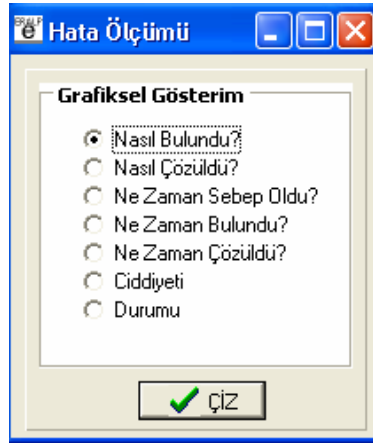 Hata Ölçümü
Grafiksel Gösterim
Nasıl Bulundu?
Nasıl Çözüldü?
Ne Zaman Sebep Oldu?
Ne Zaman Bulundu?
Ne Zaman Çözüldü?
Ciddiyeti
Durumu
ÇİZ